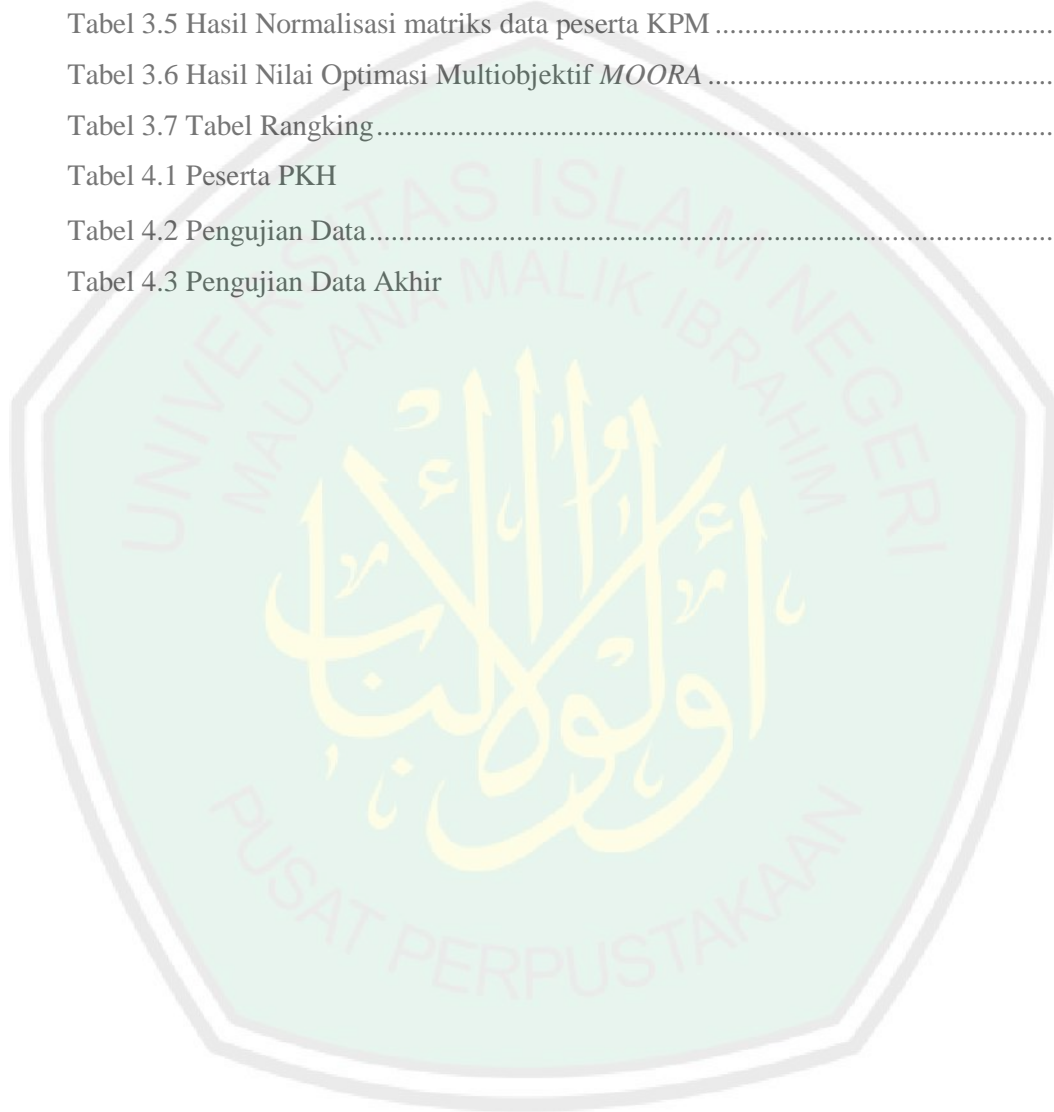 Tabel 3.5 Hasil Normalisasi matriks data peserta KPM ............................................
Tabel 3.6 Hasil Nilai Optimasi Multiobjektif MOORA ............................................
Tabel 3.7 Tabel Rangking..........................................................................................
Tabel 4.1 Peserta PKH
Tabel 4.2 Pengujian Data...........................................................................................
Tabel 4.3 Pengujian Data Akhir
UNIVERSITAS ISLAM NEGERI
MAULANA MALIK IBRAHIM
أولو الألباب
PUSAT PERPUSTAKAAN